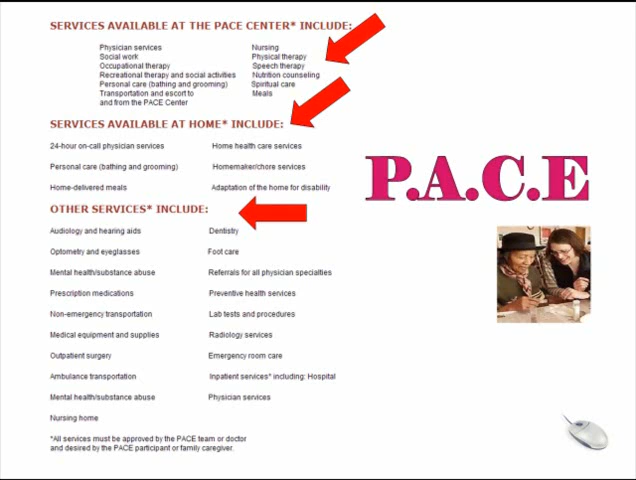 SERVICES AVAILABLE AT THE PACE CENTER* INCLUDE:
Physician services Nursing
Social work Physical therapy
Occupational therapy Speech therapy
Recreational therapy and social activities Nutrition counseling
Personal care (bathing and grooming) Spiritual care
Transportation and escort to Meals
and from the PACE Center
SERVICES AVAILABLE AT HOME* INCLUDE:
24-hour on-call physician services Home health care services
Personal care (bathing and grooming) Homemaker/chore services
Home-delivered meals Adaptation of the home for disability
P.A.C.E
OTHER SERVICES* INCLUDE:
Audiology and hearing aids Dentistry
Optometry and eyeglasses Foot care
Mental health/substance abuse Referrals for all physician specialties
Prescription medications Preventive health services
Non-emergency transportation Lab tests and procedures
Medical equipment and supplies Radiology services
Outpatient surgery Emergency room care
Ambulance transportation Inpatient services* including: Hospital
Mental health/substance abuse Physician services
Nursing home
*All services must be approved by the PACE team or doctor
and desired by the PACE participant or family caregiver.